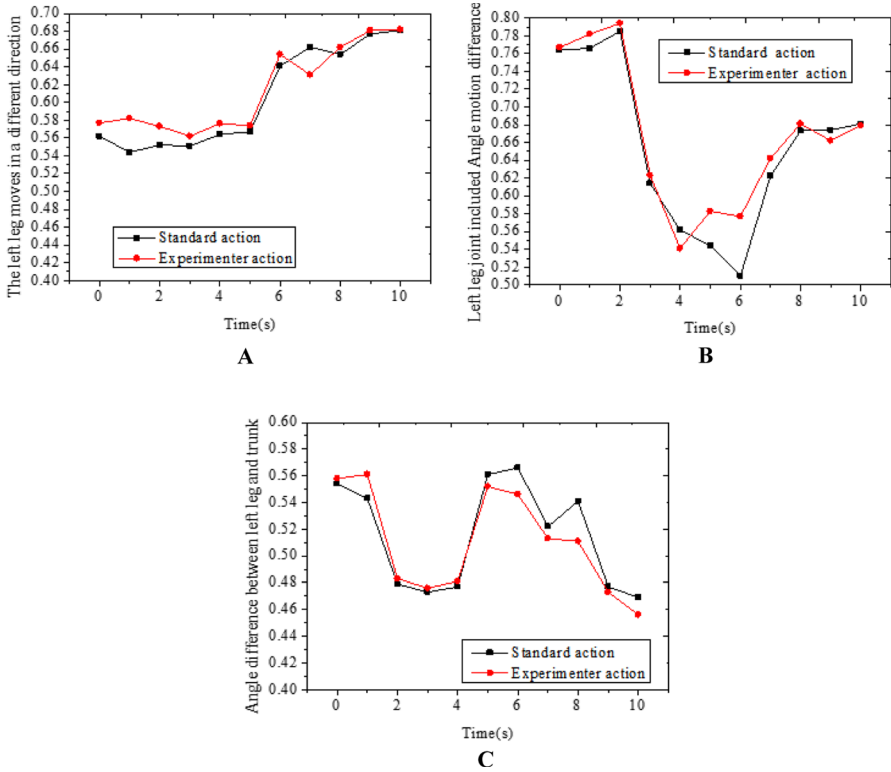 0.70
0.68
0.66
0.64
0.62
0.60
0.58
0.56
0.54
0.52
0.50
0.48
0.46
0.44
0.42
0.40
The left leg moves in a different direction
Standard action
Experimenter action
0 2 4 6 8 10
Time(s)
A
0.80
0.78
0.76
0.74
0.72
0.70
0.68
0.66
0.64
0.62
0.60
0.58
0.56
0.54
0.52
0.50
Left leg joint included Angle motion difference
Standard action
Experimenter action
0 2 4 6 8 10
Time(s)
B
0.60
0.58
0.56
0.54
0.52
0.50
0.48
0.46
0.44
0.42
0.40
Angle difference between left leg and trunk
Standard action
Experimenter action
0 2 4 6 8 10
Time(s)
C